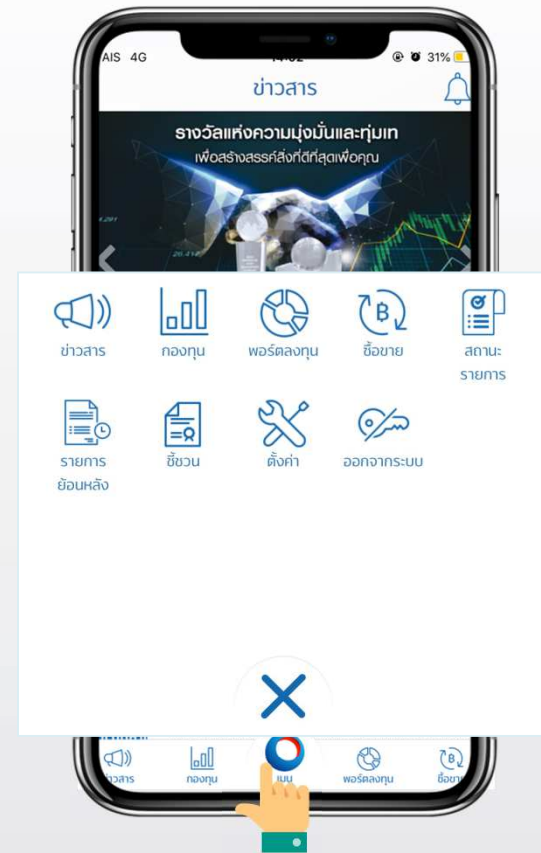 AIS 4G
31%
ข่าวสาร
รางวัลแห่งความมุ่งมั่นและทุ่มเท
เพื่อสร้างสรรค์สิ่งที่ดีที่สุดเพื่อคุณ
ข่าวสาร
กองทุน
พอร์ตลงทุน
ซื้อขาย
สถานะ
รายการ
รายการ
ย้อนหลัง
ชี้ชวน
ตั้งค่า
ออกจากระบบ
กองทุน
เมนู
พอร์ตลงทุน